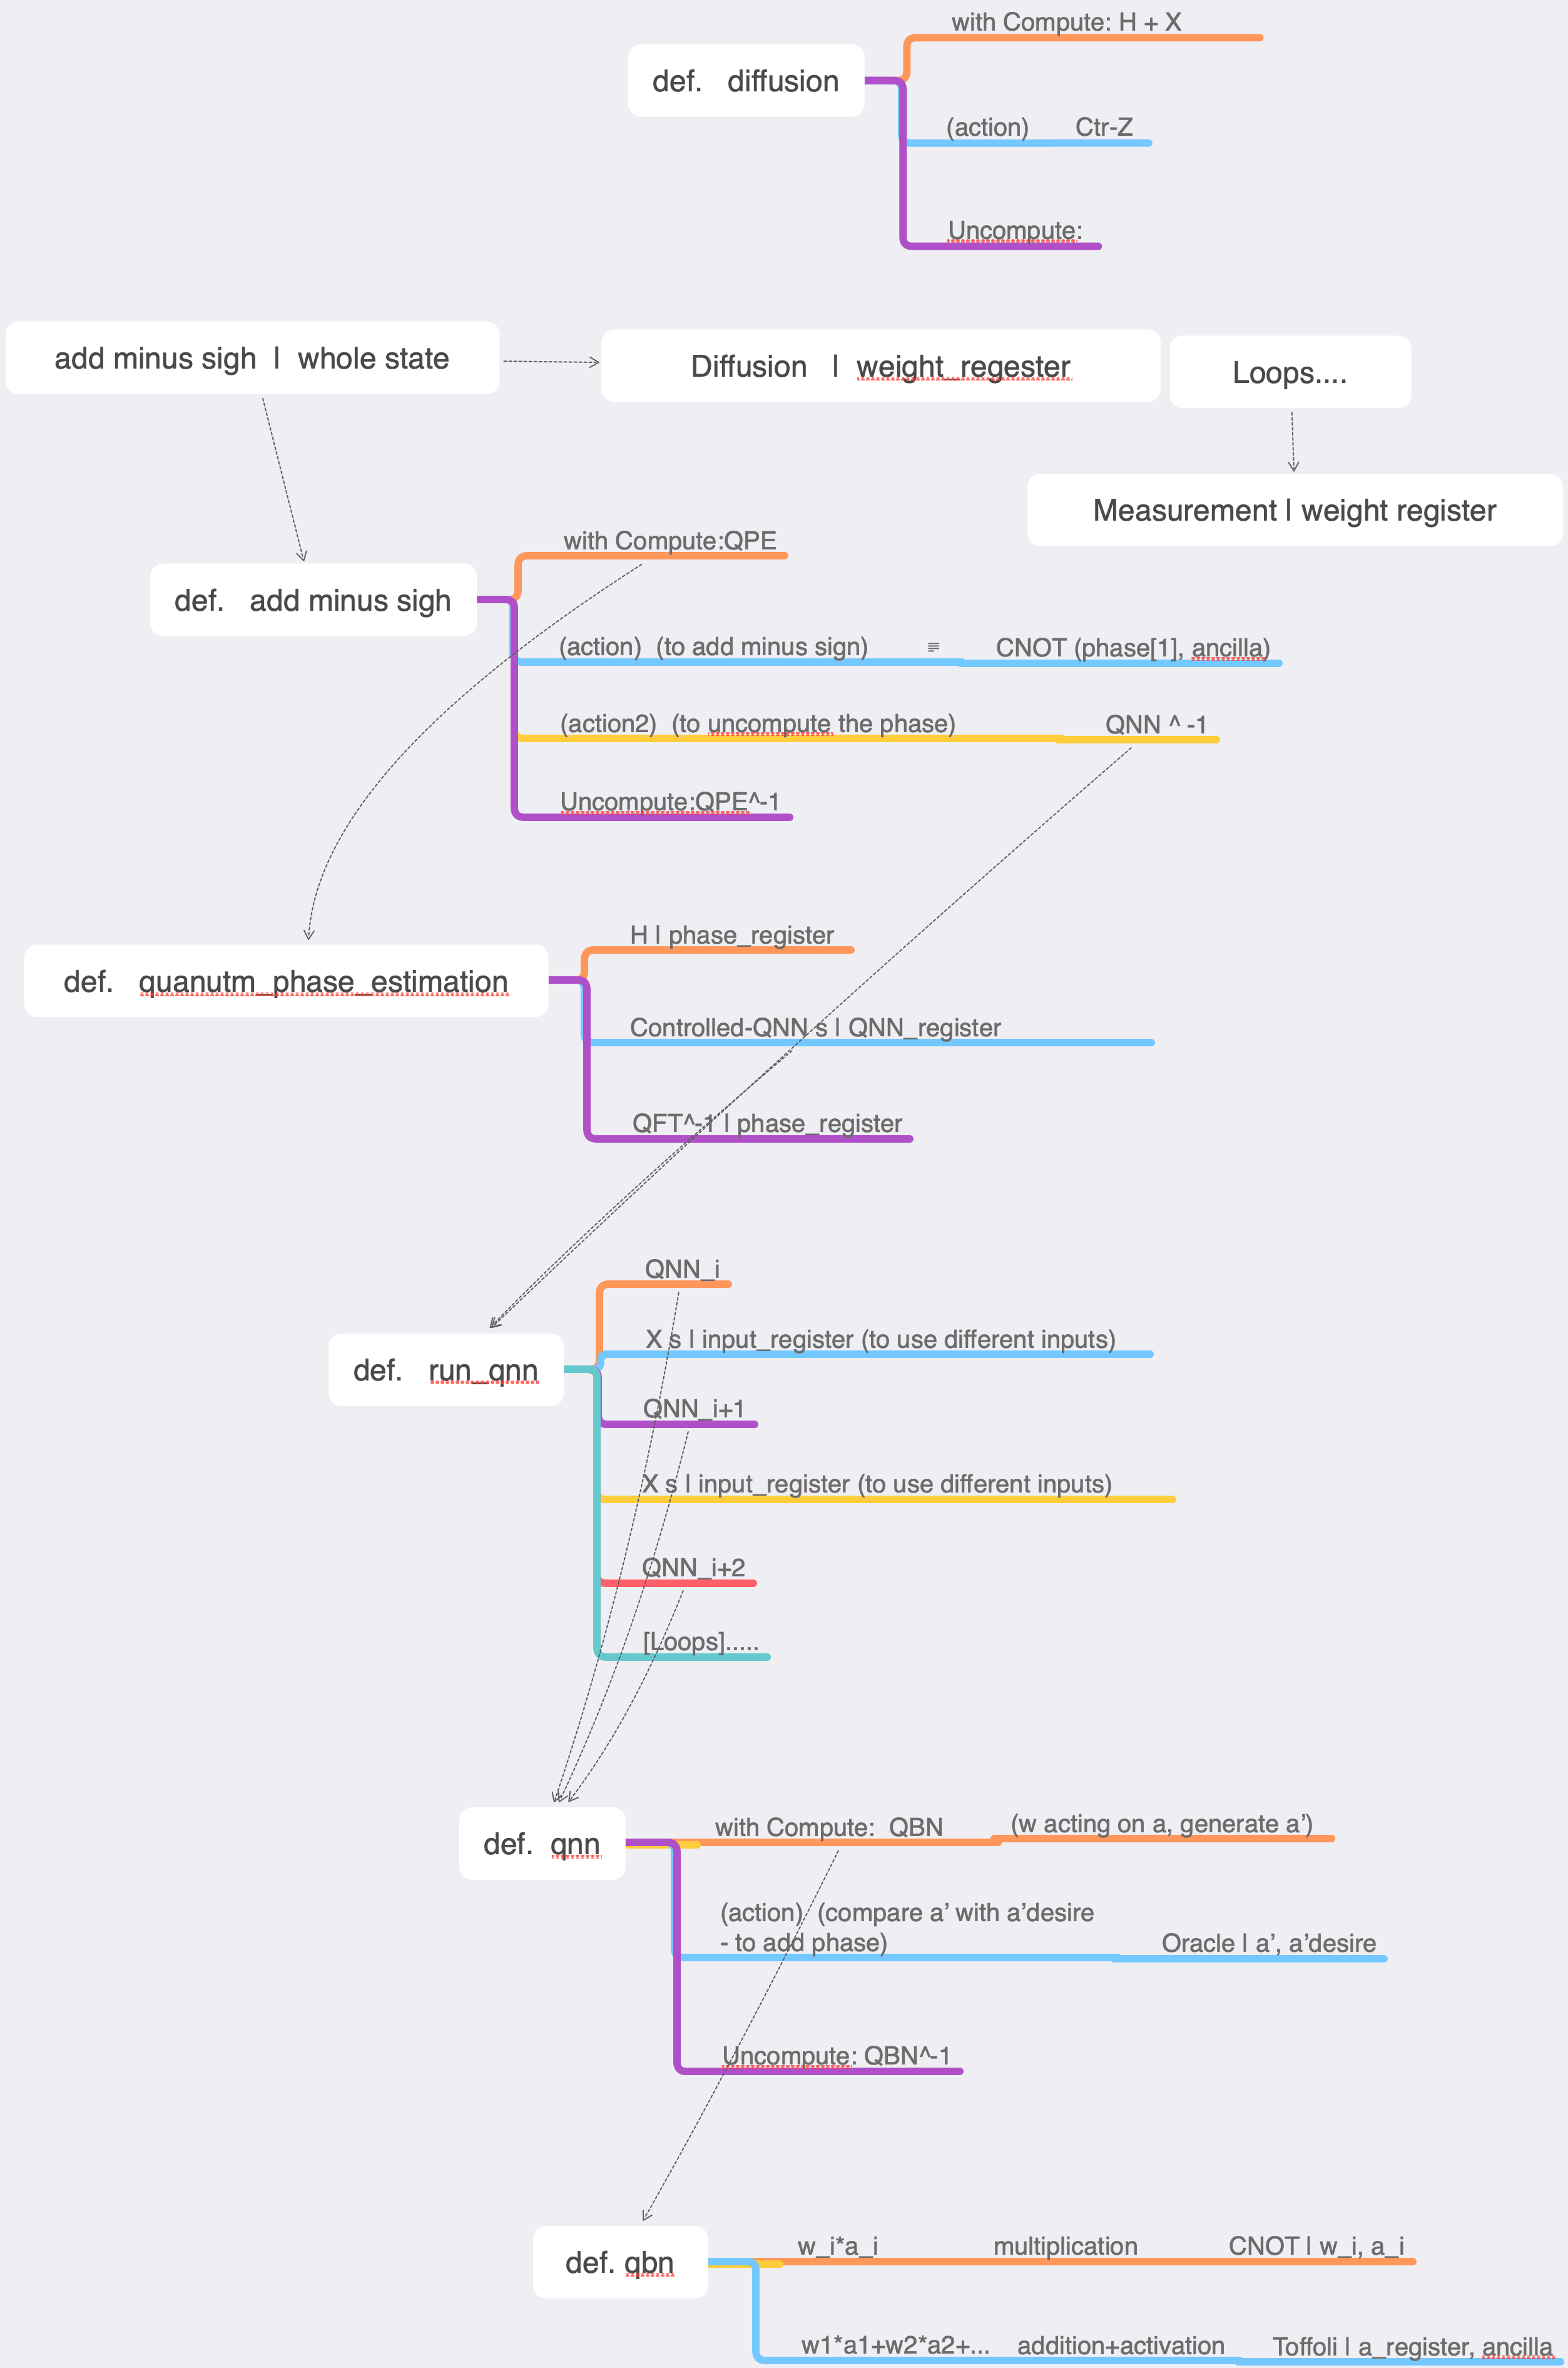 with Compute: H + X
def. diffusion
(action) Ctr-Z
Uncompute:
add minus sigh | whole state
Diffusion | weight_regester
Loops....
Measurement | weight register
with Compute:QPE
def. add minus sigh
(action) (to add minus sign) ≡ CNOT (phase[1], ancilla)
(action2) (to uncompute the phase) QNN ^ -1
Uncompute:QPE^-1
H | phase_register
def. quanutm_phase_estimation
Controlled-QNN s | QNN_register
QFT^-1 | phase_register
QNN_i
X s | input_register (to use different inputs)
def. run_qnn
QNN_i+1
X s | input_register (to use different inputs)
QNN_i+2
[Loops].....
with Compute: QBN (w acting on a, generate a’)
def. qnn
(action) (compare a’ with a’desire
- to add phase) Oracle | a’, a’desire
Uncompute: QBN^-1
w_i*a_i multiplication CNOT | w_i, a_i
def. qbn
w1*a1+w2*a2+... addition+activation Toffoli | a_register, ancilla